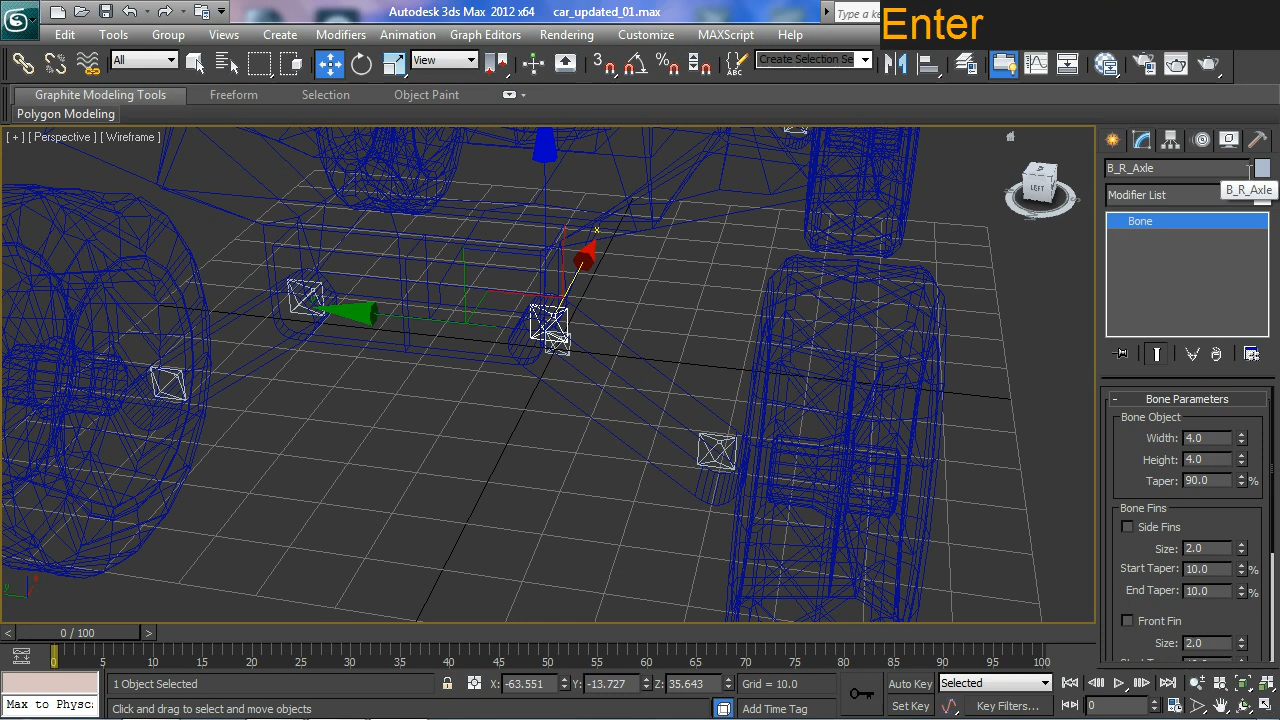 Autodesk 3ds Max 2012 x64 car_updated_01.max
Type a ke
Enter
Edit Tools Group Views Create Modifiers Animation Graph Editors Rendering Customize MAXScript Help
All
View
3
Create Selection Se
Graphite Modeling Tools Freeform Selection Object Paint
Polygon Modeling
[ + ] [ Perspective ] [ Wireframe ]
LEFT
x
B_R_Axle
B_R_Axle
Modifier List
Bone
- Bone Parameters
Bone Object
Width: 4.0
Height: 4.0
Taper: 90.0 %
Bone Fins
Side Fins
Size: 2.0
Start Taper: 10.0 %
End Taper: 10.0 %
Front Fin
Size: 2.0
y
< 0 / 100 >
0 5 10 15 20 25 30 35 40 45 50 55 60 65 70 75 80 85 90 95 100
1 Object Selected
X: -63.551 Y: -13.727 Z: 35.643
Grid = 10.0
Auto Key Selected
Max to Physc
Click and drag to select and move objects
Add Time Tag
Set Key Key Filters...
0